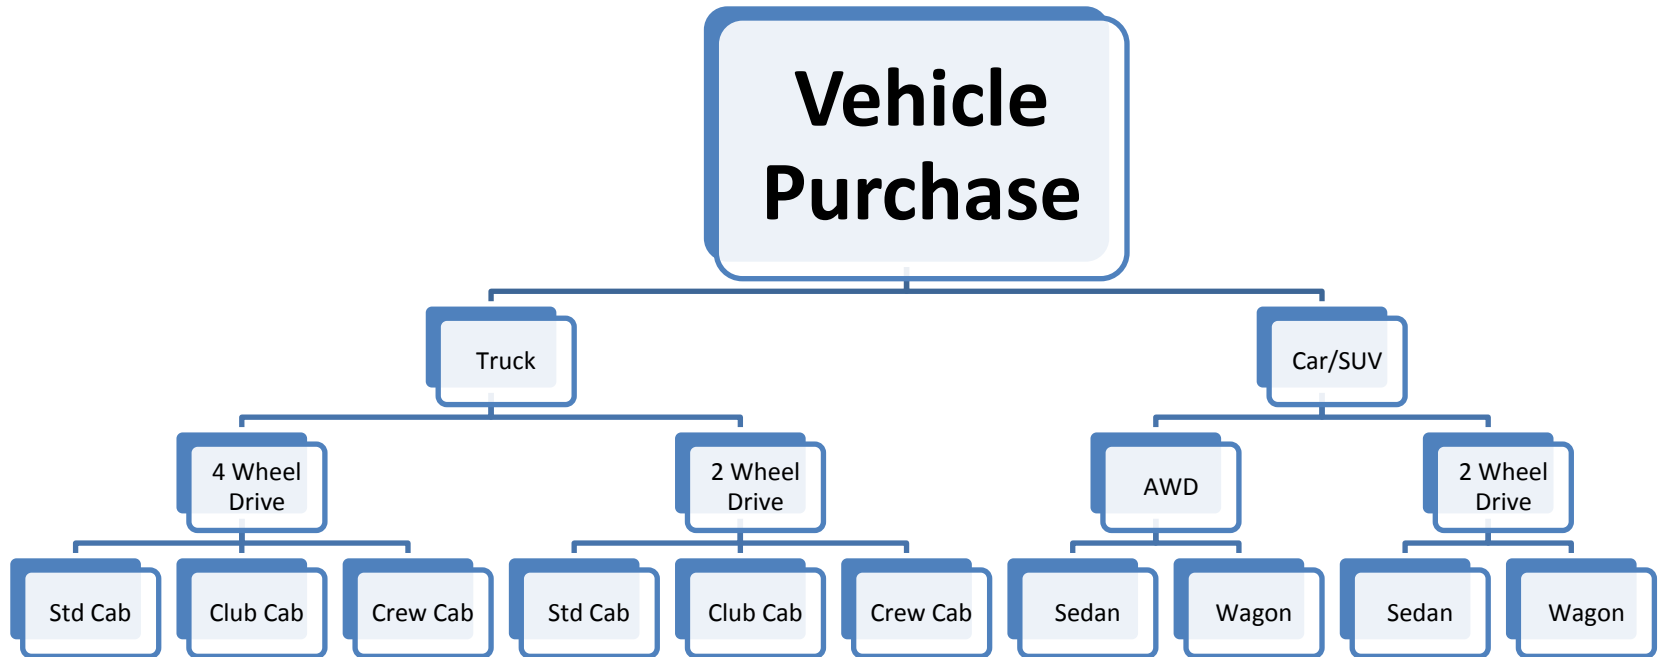 Vehicle
Purchase
Truck
Car/SUV
4 Wheel
Drive
2 Wheel
Drive
AWD
2 Wheel
Drive
Std Cab
Club Cab
Crew Cab
Std Cab
Club Cab
Crew Cab
Sedan
Wagon
Sedan
Wagon